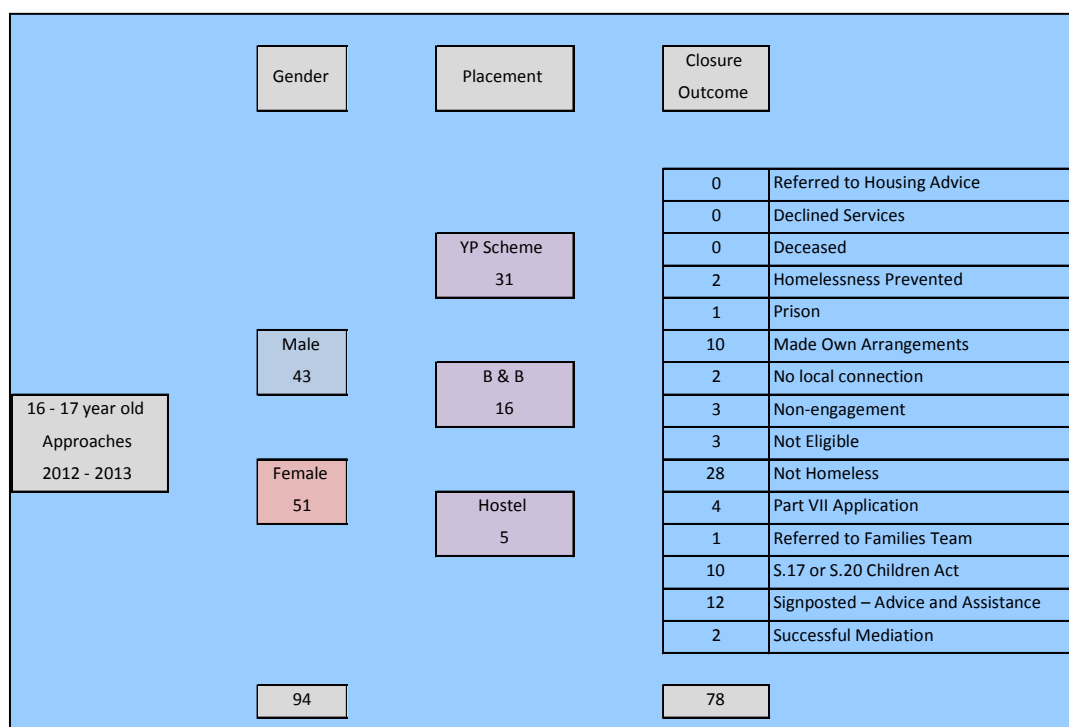 Gender
Placement
Closure
Outcome
0 Referred to Housing Advice
0 Declined Services
0 Deceased
2 Homelessness Prevented
1 Prison
10 Made Own Arrangements
2 No local connection
3 Non-engagement
3 Not Eligible
28 Not Homeless
4 Part VII Application
1 Referred to Families Team
10 S.17 or S.20 Children Act
12 Signposted – Advice and Assistance
2 Successful Mediation
YP Scheme
31
B & B
16
Hostel
5
Male
43
Female
51
16 - 17 year old
Approaches
2012 - 2013
94
78